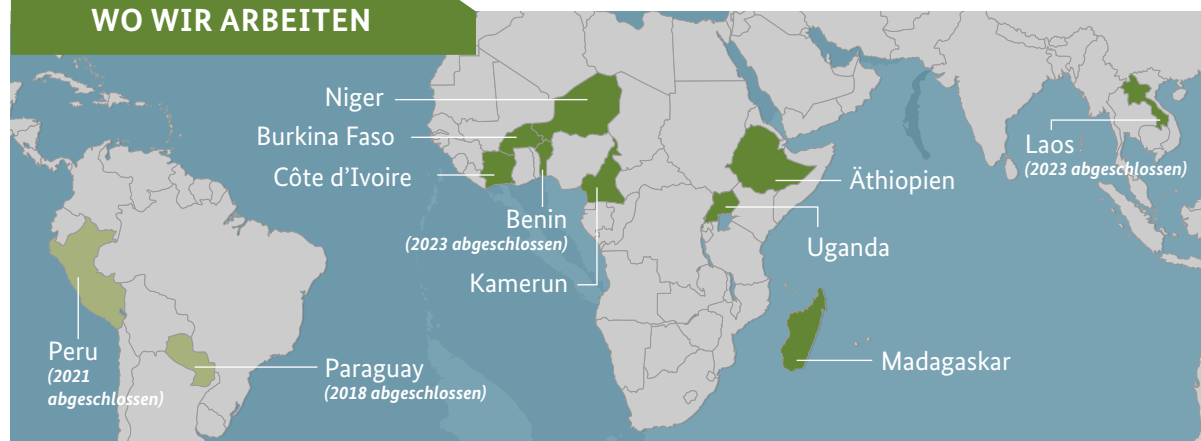 WO WIR ARBEITEN
Niger
Burkina Faso
Côte d’Ivoire
Benin
(2023 abgeschlossen)
Kamerun
Äthiopien
Uganda
Laos
(2023 abgeschlossen)
Madagaskar
Peru
(2021
abgeschlossen)
Paraguay
(2018 abgeschlossen)